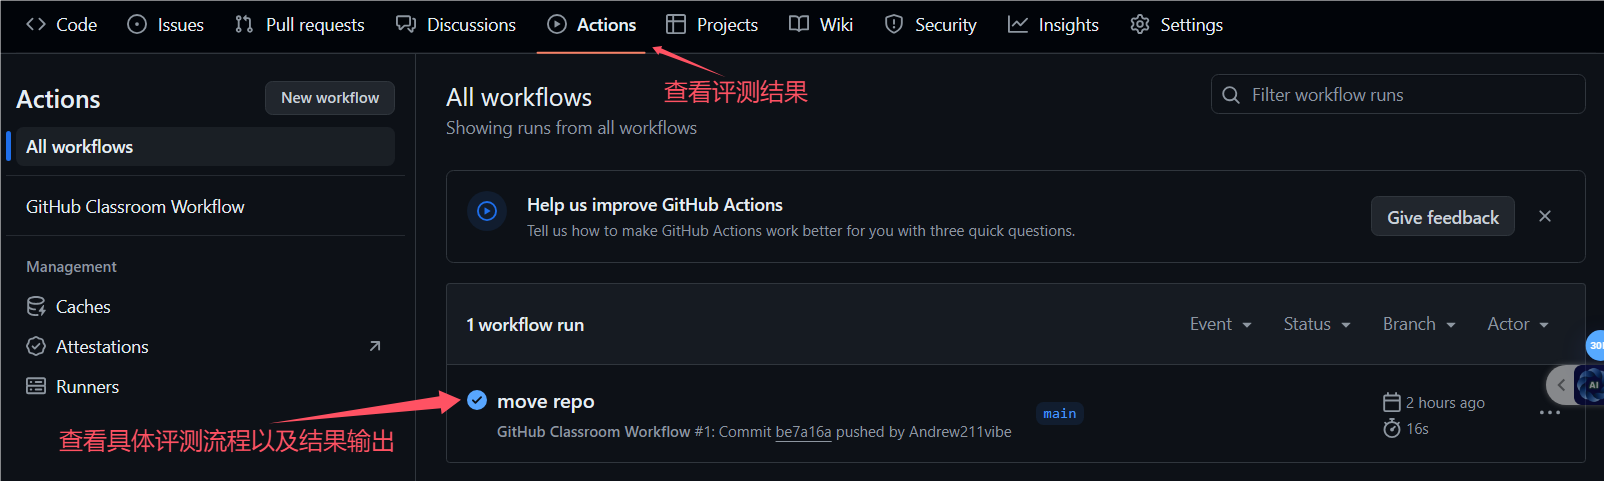 Code Issues Pull requests Discussions Actions Projects Wiki Security Insights Settings
查看评测结果
Actions New workflow
All workflows
GitHub Classroom Workflow
Management
Caches
Attestations
Runners
查看具体评测流程以及结果输出
All workflows
Showing runs from all workflows
Filter workflow runs
Help us improve GitHub Actions
Tell us how to make GitHub Actions work better for you with three quick questions.
Give feedback
1 workflow run
Event Status Branch Actor
move repo
GitHub Classroom Workflow #1: Commit be7a16a pushed by Andrew211vibe
main
2 hours ago
16s
AI